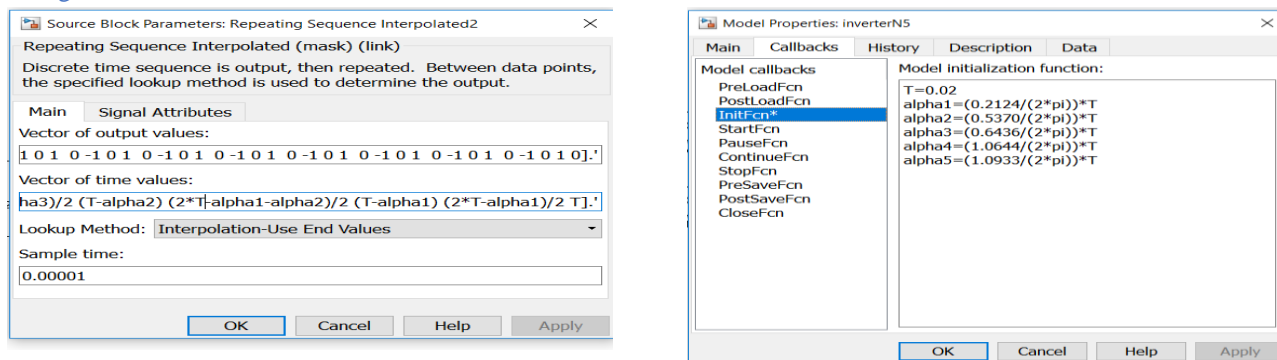 Source Block Parameters: Repeating Sequence Interpolated2
Repeating Sequence Interpolated (mask) (link)
Discrete time sequence is output, then repeated.  Between data points,
the specified lookup method is used to determine the output.
Main
Signal Attributes
Vector of output values:
1 0 1  0 -1 0 1  0 -1 0 1  0 -1 0 1  0 -1 0 1  0 -1 0 1  0 -1 0 1  0 -1 0 1 0].'
Vector of time values:
ha3)/2 (T-alpha2) (2*T-alpha1-alpha2)/2 (T-alpha1) (2*T-alpha1)/2 T].'
Lookup Method: Interpolation-Use End Values
Sample time:
0.00001
OK
Cancel
Help
Apply
Model Properties: inverterN5
Main
Callbacks
History
Description
Data
Model callbacks
PreLoadFcn
PostLoadFcn
InitFcn*
StartFcn
PauseFcn
ContinueFcn
StopFcn
PreSaveFcn
PostSaveFcn
CloseFcn
Model initialization function:
T=0.02
alpha1=(0.2124/(2*pi))*T
alpha2=(0.5370/(2*pi))*T
alpha3=(0.6436/(2*pi))*T
alpha4=(1.0644/(2*pi))*T
alpha5=(1.0933/(2*pi))*T
OK
Cancel
Help
Apply